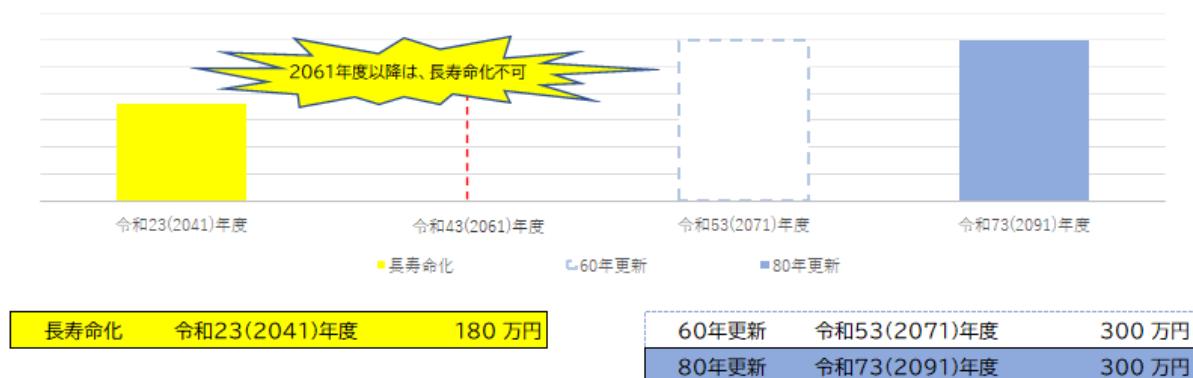 2061年度以降は、長寿命化不可
令和23(2041)年度
令和43(2061)年度
令和53(2071)年度
令和73(2091)年度
長寿命化
60年更新
80年更新
長寿命化 令和23(2041)年度 180 万円
60年更新 令和53(2071)年度 300 万円
80年更新 令和73(2091)年度 300 万円